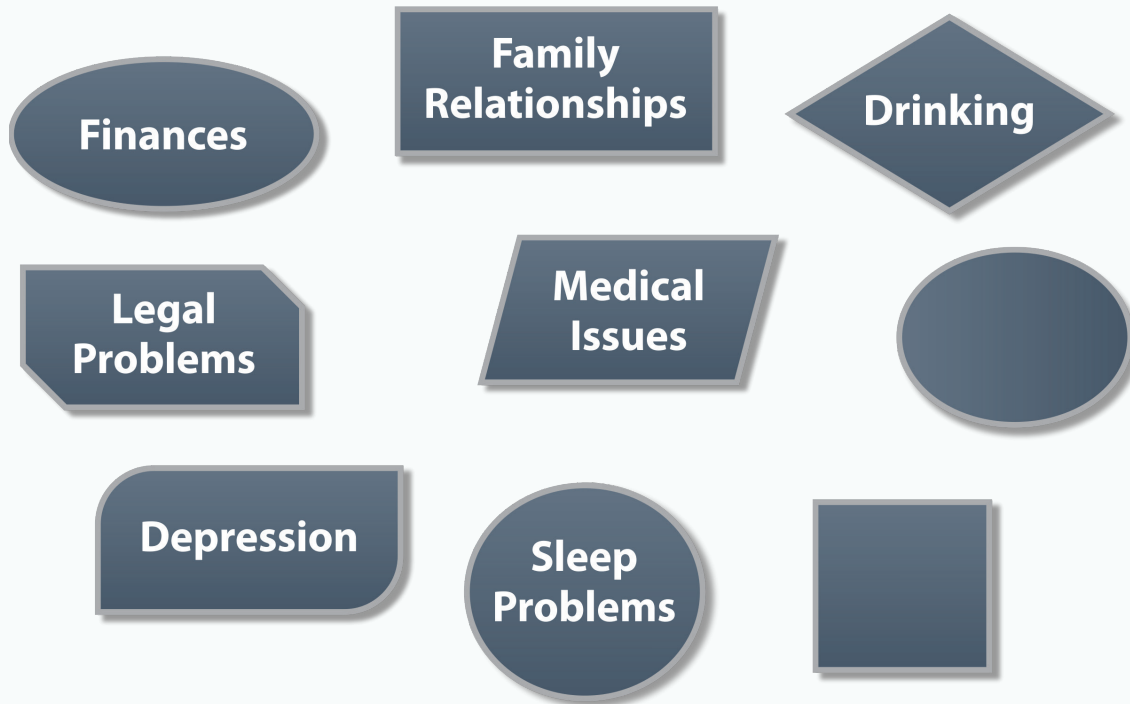 Finances
Family
Relationships
Drinking
Legal
Problems
Medical
Issues
Depression
Sleep
Problems